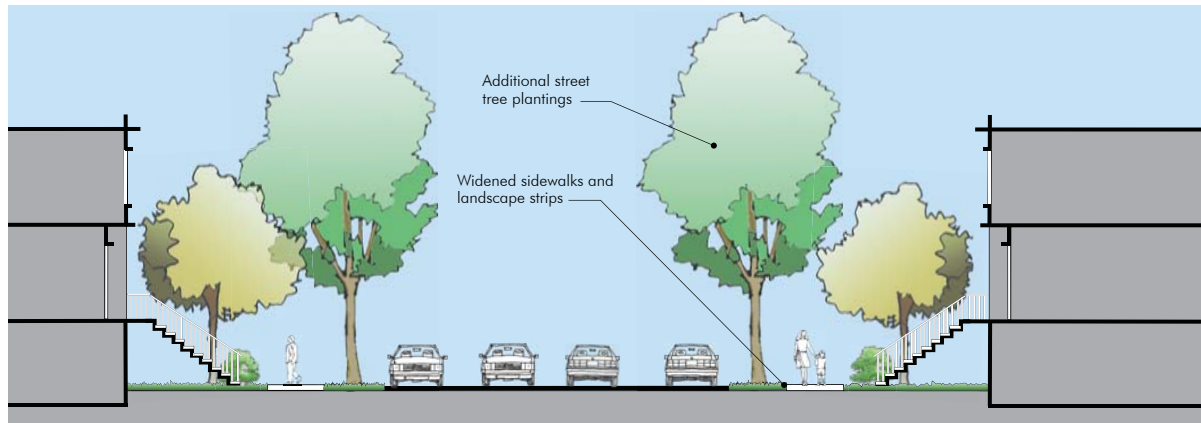 Additional street
tree plantings
Widened sidewalks and
landscape strips